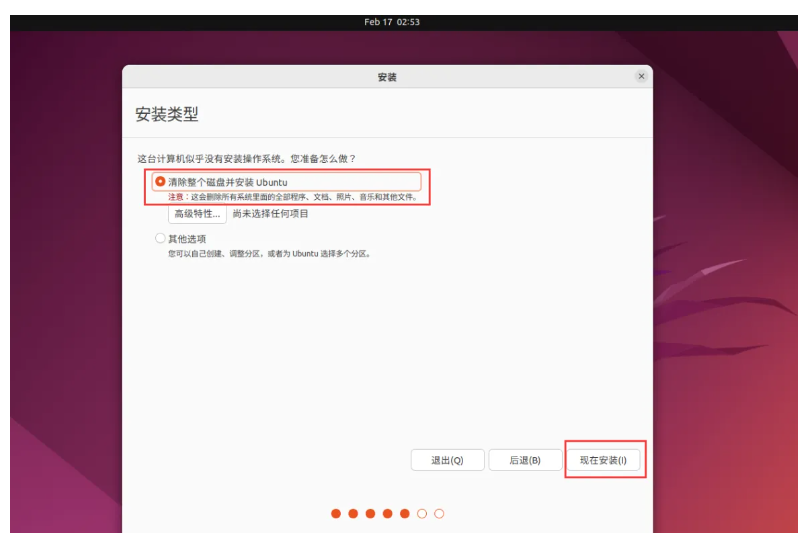 Feb 17 02:53
安装
安装类型
这台计算机似乎没有安装操作系统。您准备怎么做？
清除整个磁盘并安装 Ubuntu
注意：这会删除所有系统里面的全部程序、文档、照片、音乐和其他文件。
高级特性... 尚未选择任何项目
其他选项
您可以自己创建、调整分区，或者为 Ubuntu 选择多个分区。
退出(Q) 后退(B) 现在安装(I)